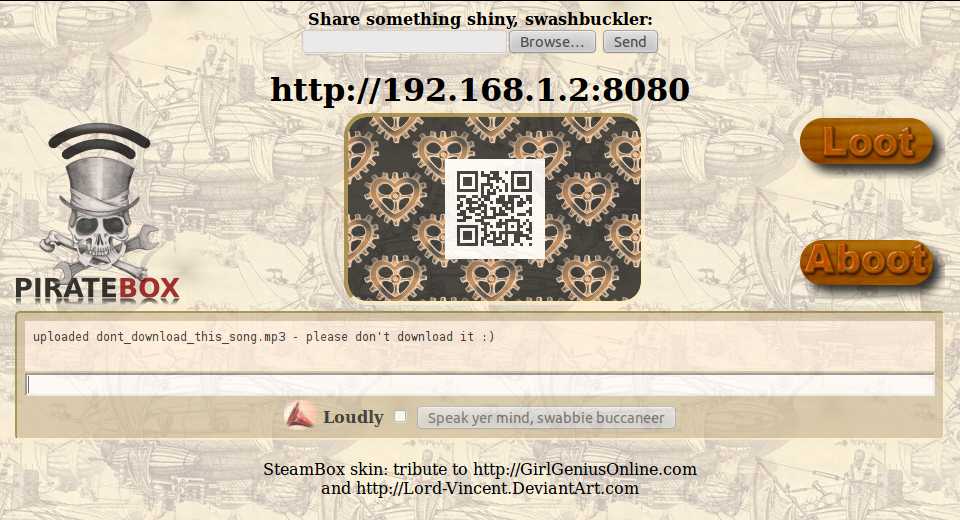 Share something shiny, swashbuckler:
Browse... Send
http://192.168.1.2:8080
Loot
Aboot
PIRATEBOX
uploaded dont_download_this_song.mp3 - please don't download it :)
Loudly Speak yer mind, swabbie buccaneer
SteamBox skin: tribute to http://GirlGeniusOnline.com
and http://Lord-Vincent.DeviantArt.com